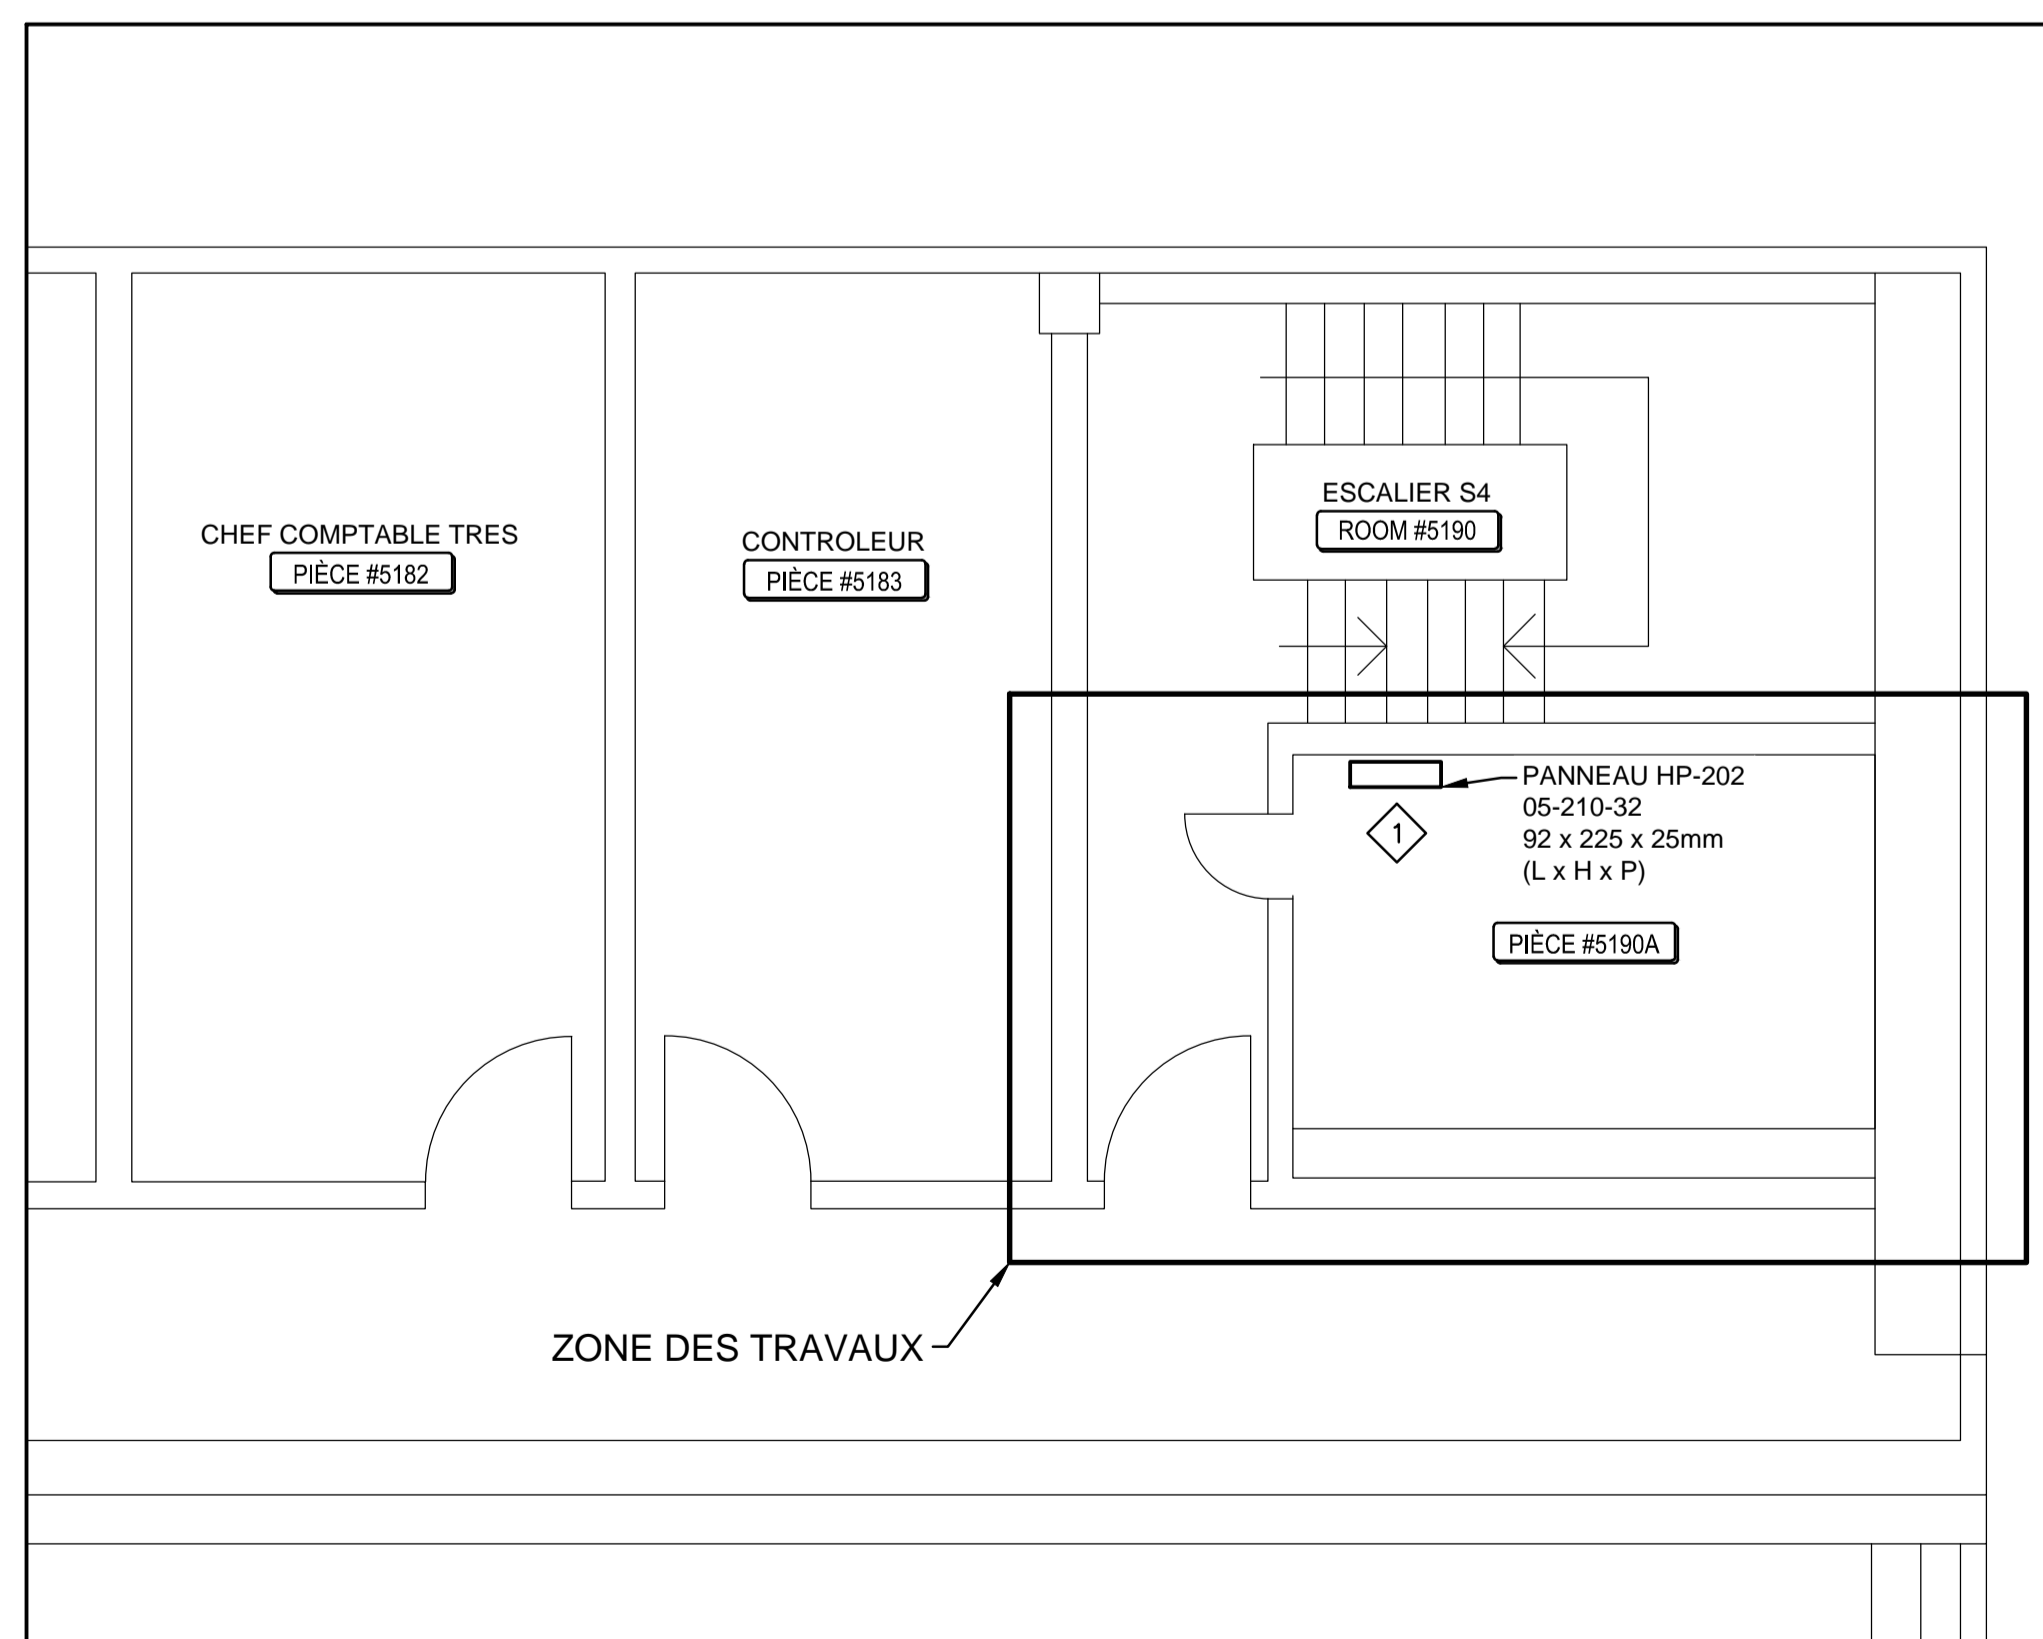 ESCALIER S4
ROOM #5190
CHEF COMPTABLE TRES
PIÈCE #5182
CONTROLEUR
PIÈCE #5183
PANNEAU HP-202
05-210-32
92 x 225 x 25mm
(L x H x P)
1
PIÈCE #5190A
ZONE DES TRAVAUX